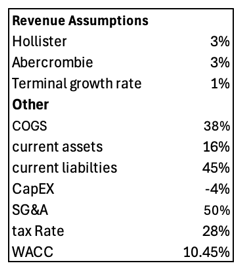 Revenue Assumptions
Hollister 3%
Abercrombie 3%
Terminal growth rate 1%
Other
COGS 38%
current assets 16%
current liabilties 45%
CapEX -4%
SG&A 50%
tax Rate 28%
WACC 10.45%